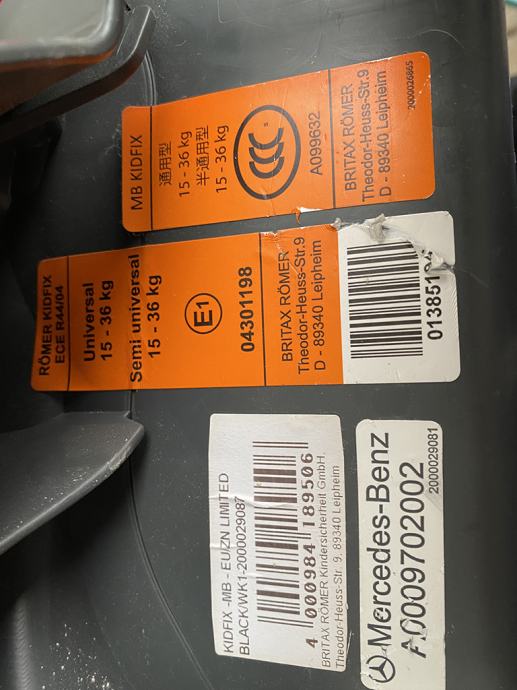 MB KIDFIX
通用型
15 - 36 kg
半通用型
15 - 36 kg
CCC
S
A099632
BRITAX RÖMER
Theodor-Heuss-Str.9
D - 89340 Leipheim
2000026865
RÖMER KIDFIX
ECE R44/04
Universal
15 - 36 kg
Semi universal
15 - 36 kg
E1
04301198
BRITAX RÖMER
Theodor-Heuss-Str.9
D - 89340 Leipheim
KIDFIX -MB - EU/ZN LIMITED
BLACK/WK1-2000029087
4 000984 189506
BRITAX RÖMER Kindersicherheit GmbH.
Theodor-Heuss-Str. 9. 89340 Leipheim
Mercedes-Benz
A0009702002
2000029081